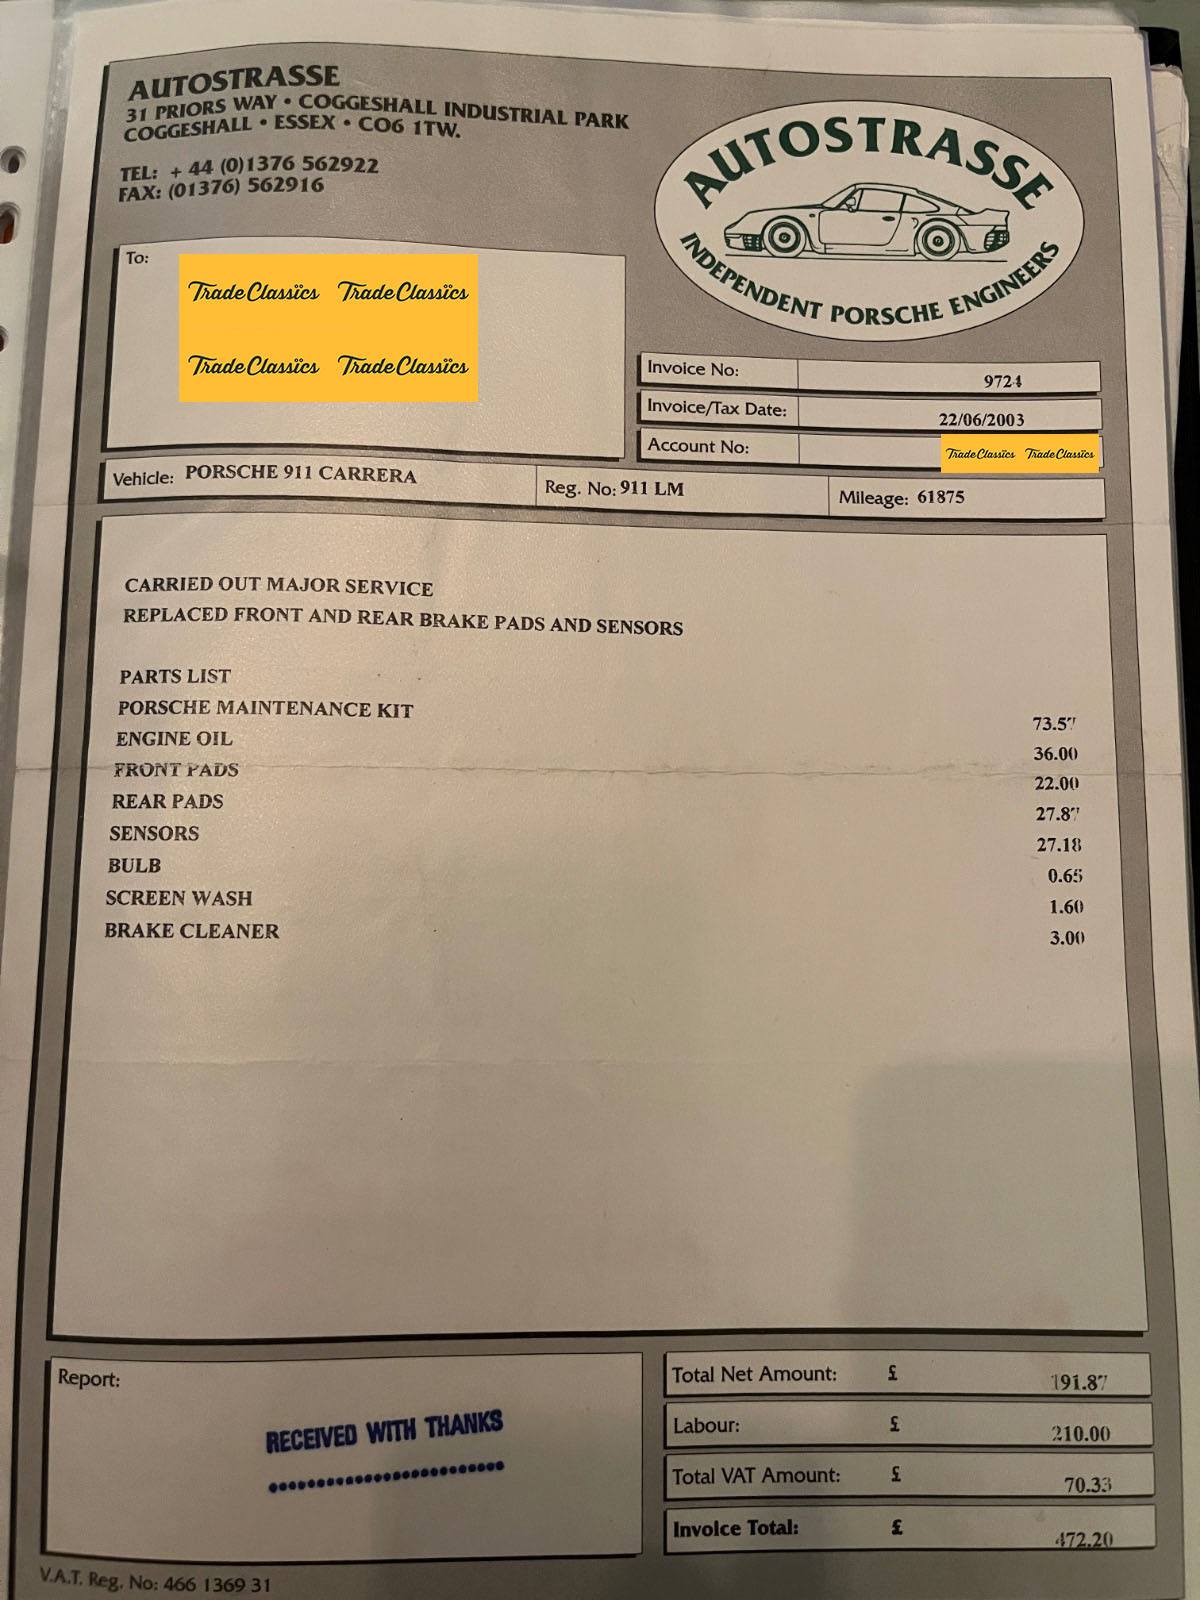 AUTOSTRASSE
31 PRIORS WAY • COGGESHALL INDUSTRIAL PARK
COGGESHALL • ESSEX • CO6 1TW.
TEL: + 44 (0)1376 562922
FAX: (01376) 562916
AUTOSTRASSE
INDEPENDENT PORSCHE ENGINEERS
To:
Trade Classics Trade Classics
Trade Classics Trade Classics
Invoice No: 9724
Invoice/Tax Date: 22/06/2003
Account No: Trade Classics Trade Classics
Vehicle: PORSCHE 911 CARRERA Reg. No: 911 LM Mileage: 61875
CARRIED OUT MAJOR SERVICE
REPLACED FRONT AND REAR BRAKE PADS AND SENSORS
PARTS LIST
PORSCHE MAINTENANCE KIT 73.57
ENGINE OIL 36.00
FRONT PADS 22.00
REAR PADS 27.87
SENSORS 27.18
BULB 0.65
SCREEN WASH 1.60
BRAKE CLEANER 3.00
Report:
RECEIVED WITH THANKS
Total Net Amount: £ 191.87
Labour: £ 210.00
Total VAT Amount: £ 70.33
Invoice Total: £ 472.20
V.A.T. Reg. No: 466 1369 31